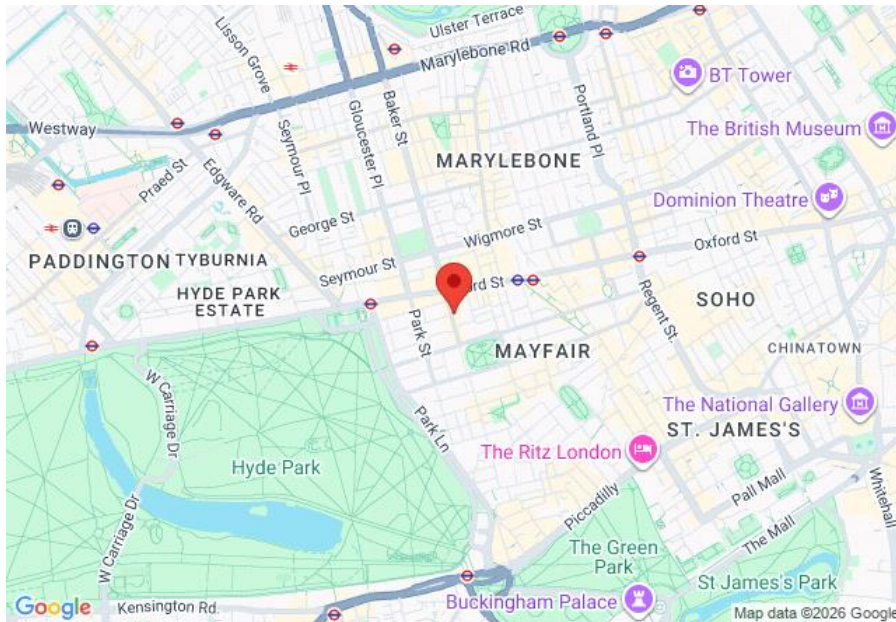 Ulster Terrace
Marylebone Rd
Lisson Grove
BT Tower
Baker St
Gloucester Pl
Portland Pl
Westway
Seymour Pl
The British Museum
MARYLEBONE
Praed St
Edgware Rd
Dominion Theatre
George St
Wigmore St
Oxford St
PADDINGTON
TYBURNIA
Seymour St
HYDE PARK
ESTATE
rd St
SOHO
Regent St.
Park St
MAYFAIR
CHINATOWN
W Carriage Dr
The National Gallery
Park Ln
ST. JAMES'S
The Ritz London
Hyde Park
Pall Mall
Whitehall
Piccadilly
The Mall
W Carriage Dr
The Green
Park
St James's Park
Buckingham Palace
Google
Kensington Rd.
Map data ©2026 Google